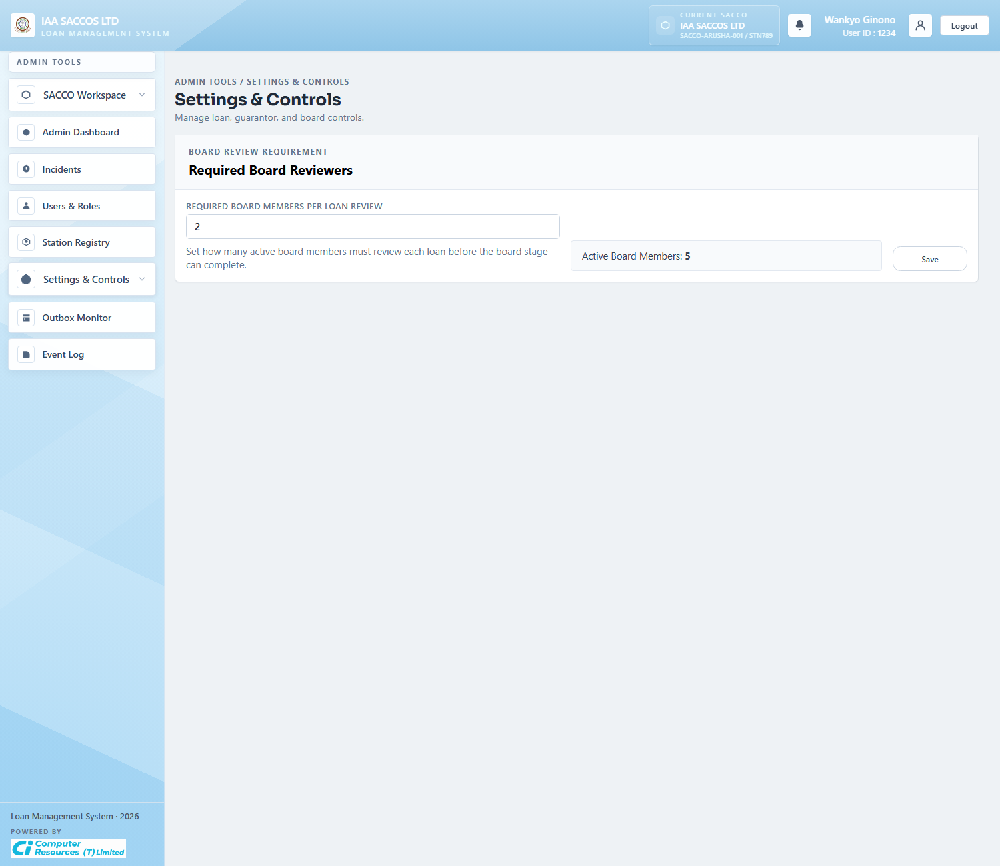 IAA SACCOS LTD
LOAN MANAGEMENT SYSTEM
CURRENT SACCO
IAA SACCOS LTD
SACCO-ARUSHA-001 / STN789
Wankyo Ginono
User ID : 1234
Logout
ADMIN TOOLS
SACCO Workspace
Admin Dashboard
Incidents
Users & Roles
Station Registry
Settings & Controls
Outbox Monitor
Event Log
ADMIN TOOLS / SETTINGS & CONTROLS
Settings & Controls
Manage loan, guarantor, and board controls.
BOARD REVIEW REQUIREMENT
Required Board Reviewers
REQUIRED BOARD MEMBERS PER LOAN REVIEW
2
Set how many active board members must review each loan before the board stage
can complete.
Active Board Members: 5
Save
Loan Management System · 2026
POWERED BY
Ci Computer
Resources (T) Limited